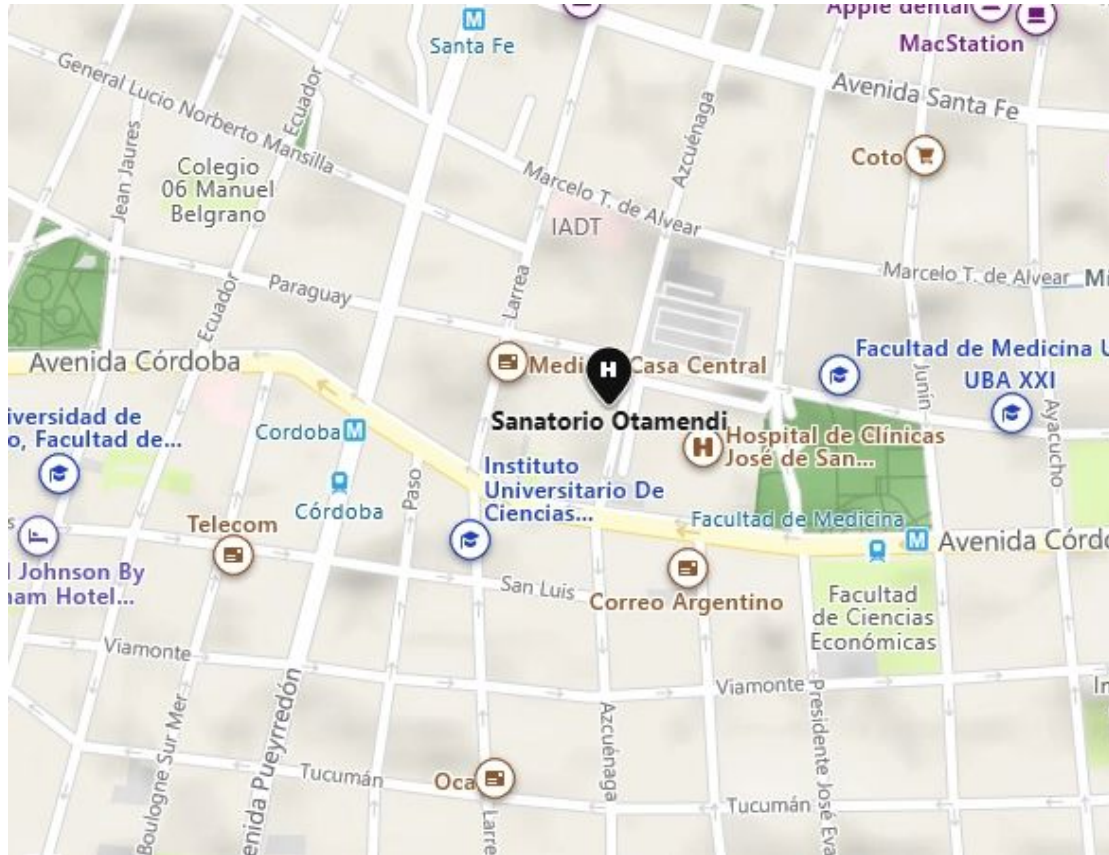 Apple dental
MacStation
M
Santa Fe
Avenida Santa Fe
General Lucio Norberto Mansilla
Ecuador
Jean Jaures
Azcuénaga
Coto
Colegio
06 Manuel
Belgrano
Marcelo T. de Alvear
IADT
Marcelo T. de Alvear
Paraguay
Larrea
Ecuador
Avenida Córdoba
Casa Central
H
Facultad de Medicina U
UBA XXI
Junín
Ayacucho
Sanatorio Otamendi
H
Hospital de Clínicas
José de San...
iversidad de
o, Facultad de...
Cordoba M
Córdoba
Paso
Instituto
Universitario De
Ciencias...
Facultad de Medicina
M
Avenida Córdo
Telecom
l Johnson By
ham Hotel...
San Luis
Correo Argentino
Facultad
de Ciencias
Económicas
Viamonte
Viamonte
Boulogne Sur Mer
enida Pueyrredón
Azcuénaga
Presidente José Eva
Tucumán
Oca
Larre
Tucumán